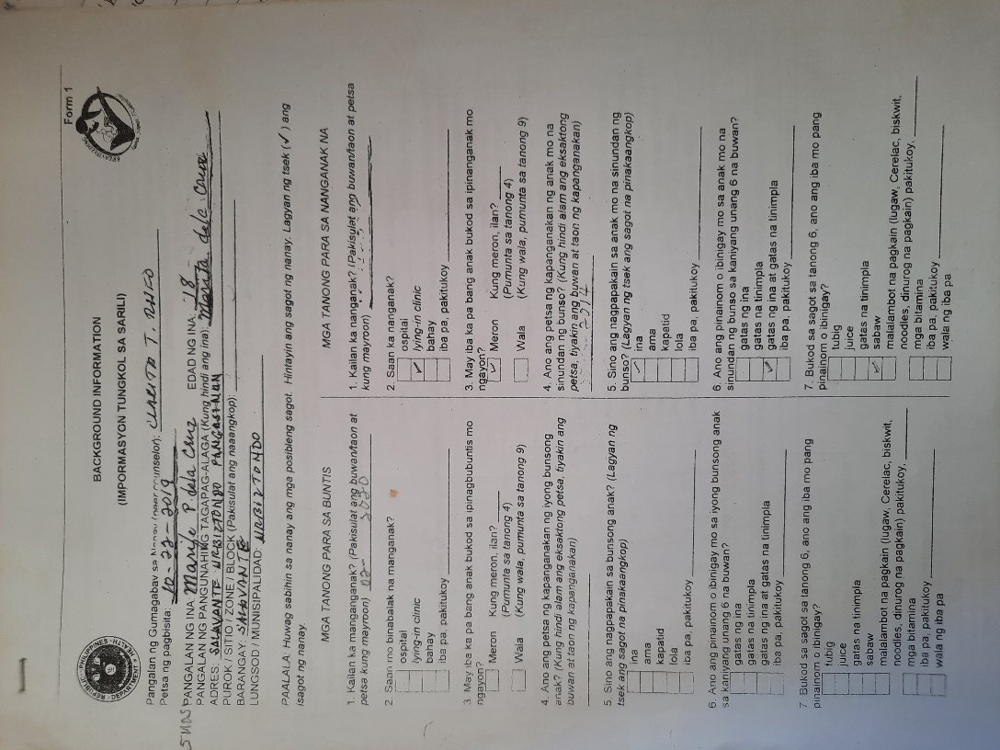 Form 1
BACKGROUND INFORMATION
(IMPORMASYON TUNGKOL SA SARILI)
Pangalan ng Gumagabay sa Nanay (peer counselor):
Petsa ng pagbisita: 10-22-2019
PANGALAN NG INA: Marife P dela Cruz EDAD NG INA: 18
PANGALAN NG PANGUNAHING TAGAPAG-ALAGA (Kung hindi ang ina): Marita dela Cruz
ADRES: SALAVANTE URBIZTONDO PANGASINAN
PUROK / SITIO / ZONE / BLOCK (Pakisulat ang naaangkop):
BARANGAY: SALAVANTE
LUNGSOD / MUNISIPALIDAD: URBIZTONDO
PAALALA: Huwag sabihin sa nanay ang mga posibleng sagot. Hintayin ang sagot ng nanay. Lagyan ng tsek (✓) ang
isagot ng nanay.
MGA TANONG PARA SA BUNTIS
1. Kailan ka manganganak? (Pakisulat ang buwan/taon at
petsa kung mayroon) 02- 2020
2. Saan mo binabalak na manganak?
ospital
lying-in clinic
bahay
iba pa, pakitukoy
3. May iba ka pa bang anak bukod sa ipinagbubuntis mo
ngayon?
Meron Kung meron, ilan?
(Pumunta sa tanong 4)
Wala (Kung wala, pumunta sa tanong 9)
4. Ano ang petsa ng kapanganakan ng iyong bunsong
anak? (Kung hindi alam ang eksaktong petsa, tiyakin ang
buwan at taon ng kapanganakan)
5. Sino ang nagpapakain sa bunsong anak? (Lagyan ng
tsek ang sagot na pinakaangkop)
ina
ama
kapatid
lola
iba pa, pakitukoy
6. Ano ang pinainom o ibinigay mo sa iyong bunsong anak
sa kanyang unang 6 na buwan?
gatas ng ina
gatas na tinimpla
gatas ng ina at gatas na tinimpla
iba pa, pakitukoy
7. Bukod sa sagot sa tanong 6, ano ang iba mo pang
pinainom o ibinigay?
tubig
juice
gatas na tinimpla
sabaw
malalambot na pagkain (lugaw, Cerelac, biskwit,
noodles, dinurog na pagkain) pakitukoy,
mga bitamina
iba pa, pakitukoy
wala ng iba pa
MGA TANONG PARA SA NANGANAK NA
1. Kailan ka nanganak? (Pakisulat ang buwan/taon at petsa
kung mayroon)
2. Saan ka nanganak?
ospital
✓ lying-in clinic
bahay
iba pa, pakitukoy
3. May iba ka pa bang anak bukod sa ipinanganak mo
ngayon?
✓ Meron Kung meron, ilan?
(Pumunta sa tanong 4)
Wala (Kung wala, pumunta sa tanong 9)
4. Ano ang petsa ng kapanganakan ng anak mo na
sinundan ng bunso? (Kung hindi alam ang eksaktong
petsa, tiyakin ang buwan at taon ng kapanganakan)
2014
5. Sino ang nagpapakain sa anak mo na sinundan ng
bunso? (Lagyan ng tsek ang sagot na pinakaangkop)
✓ ina
ama
kapatid
lola
iba pa, pakitukoy
6. Ano ang pinainom o ibinigay mo sa anak mo na
sinundan ng bunso sa kaniyang unang 6 na buwan?
gatas ng ina
gatas na tinimpla
✓ gatas ng ina at gatas na tinimpla
iba pa, pakitukoy
7. Bukod sa sagot sa tanong 6, ano ang iba mo pang
pinainom o ibinigay?
tubig
juice
gatas na tinimpla
✓ sabaw
malalambot na pagkain (lugaw, Cerelac, biskwit,
noodles, dinurog na pagkain) pakitukoy,
mga bitamina
iba pa, pakitukoy
wala ng iba pa